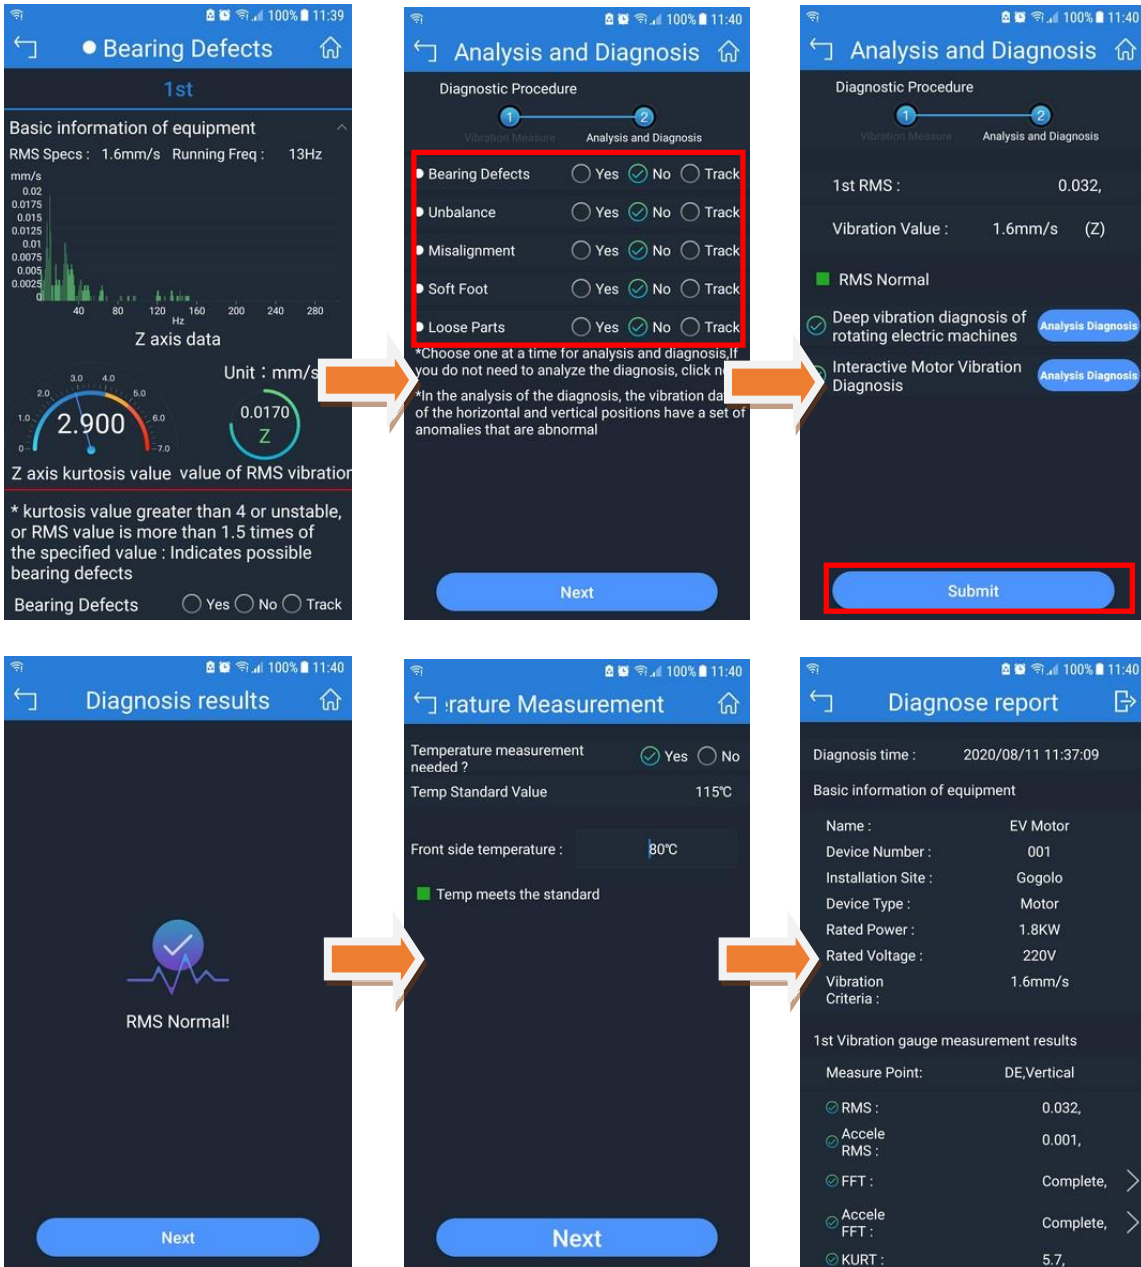 100% 11:39
Bearing Defects
1st
Basic information of equipment
RMS Specs : 1.6mm/s Running Freq : 13Hz
mm/s
0.02
0.0175
0.015
0.0125
0.01
0.0075
0.005
0.0025
0
40 80 120 160 200 240 280
Hz
Z axis data
Unit : mm/s
0 1.0 2.0 3.0 4.0 5.0 6.0 7.0
2.900
0.0170
Z
Z axis kurtosis value value of RMS vibration
* kurtosis value greater than 4 or unstable,
or RMS value is more than 1.5 times of
the specified value : Indicates possible
bearing defects
Bearing Defects Yes No Track
100% 11:40
Analysis and Diagnosis
Diagnostic Procedure
1 2
Vibration Measure Analysis and Diagnosis
Bearing Defects Yes No Track
Unbalance Yes No Track
Misalignment Yes No Track
Soft Foot Yes No Track
Loose Parts Yes No Track
*Choose one at a time for analysis and diagnosis,If
you do not need to analyze the diagnosis, click
*In the analysis of the diagnosis, the vibration
of the horizontal and vertical positions have a set of
anomalies that are abnormal
Next
100% 11:40
Analysis and Diagnosis
Diagnostic Procedure
1 2
Vibration Measure Analysis and Diagnosis
1st RMS : 0.032,
Vibration Value : 1.6mm/s (Z)
RMS Normal
Deep vibration diagnosis of
rotating electric machines
Analysis Diagnosis
Interactive Motor Vibration
Diagnosis
Analysis Diagnosis
Submit
100% 11:40
Diagnosis results
RMS Normal!
Next
100% 11:40
rature Measurement
Temperature measurement
needed ?
Yes No
Temp Standard Value 115℃
Front side temperature : 80℃
Temp meets the standard
Next
100% 11:40
Diagnose report
Diagnosis time : 2020/08/11 11:37:09
Basic information of equipment
Name : EV Motor
Device Number : 001
Installation Site : Gogolo
Device Type : Motor
Rated Power : 1.8KW
Rated Voltage : 220V
Vibration
Criteria :
1.6mm/s
1st Vibration gauge measurement results
Measure Point: DE,Vertical
RMS : 0.032,
Accele
RMS :
0.001,
FFT : Complete,
Accele
FFT :
Complete,
KURT : 5.7,